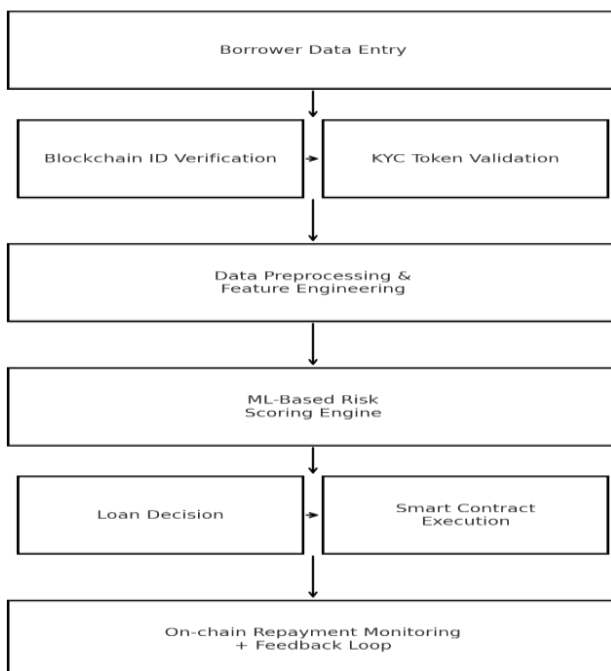 Borrower Data Entry
Blockchain ID Verification
KYC Token Validation
Data Preprocessing &
Feature Engineering
ML-Based Risk
Scoring Engine
Loan Decision
Smart Contract
Execution
On-chain Repayment Monitoring
+ Feedback Loop